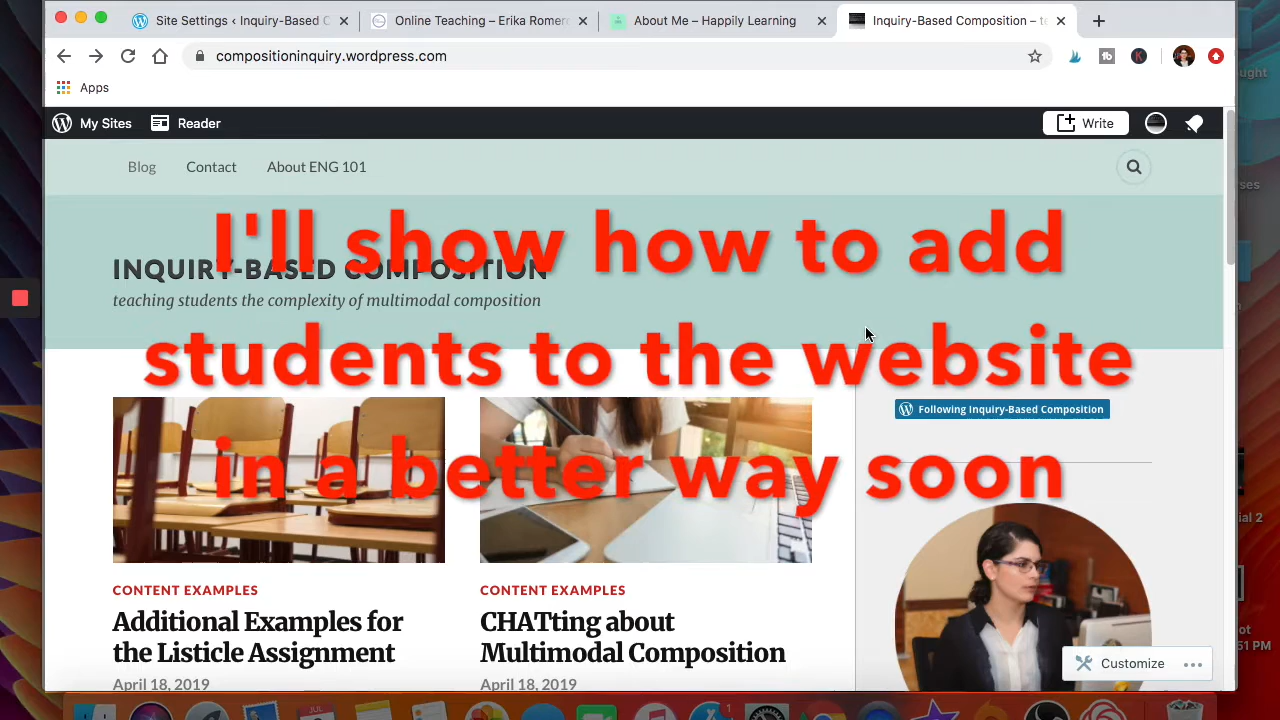 Site Settings ‹ Inquiry-Based C
Online Teaching – Erika Romero
About Me – Happily Learning
Inquiry-Based Composition – te
compositioninquiry.wordpress.com
Apps
My Sites
Reader
Write
Blog
Contact
About ENG 101
I'll show how to add
students to the website
in a better way soon
INQUIRY-BASED COMPOSITION
teaching students the complexity of multimodal composition
Following Inquiry-Based Composition
CONTENT EXAMPLES
Additional Examples for
the Listicle Assignment
April 18, 2019
CONTENT EXAMPLES
CHATting about
Multimodal Composition
April 18, 2019
Customize
JUL